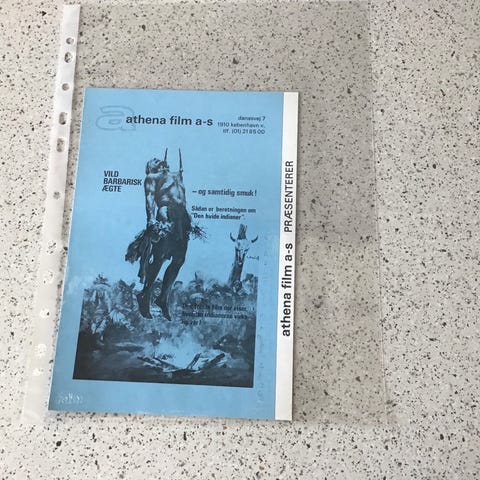 a
athena film a-s
danasvej 7
1910 københavn v.
tlf. (01) 21 85 00
VILD
BARBARISK
ÆGTE
– og samtidig smuk!
Sådan er beretningen om
"Den hvide indianer".
athena film a-s PRÆSENTERER